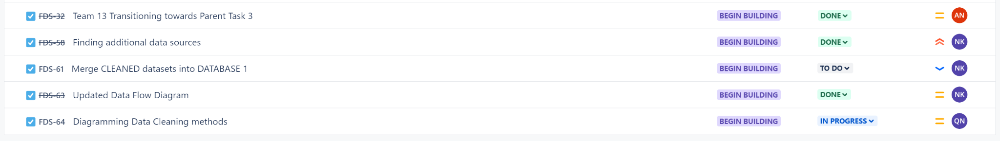 FDS-32 Team 13 Transitioning towards Parent Task 3 BEGIN BUILDING DONE AN
FDS-58 Finding additional data sources BEGIN BUILDING DONE NK
FDS-61 Merge CLEANED datasets into DATABASE 1 BEGIN BUILDING TO DO NK
FDS-63 Updated Data Flow Diagram BEGIN BUILDING DONE NK
FDS-64 Diagramming Data Cleaning methods BEGIN BUILDING IN PROGRESS QN